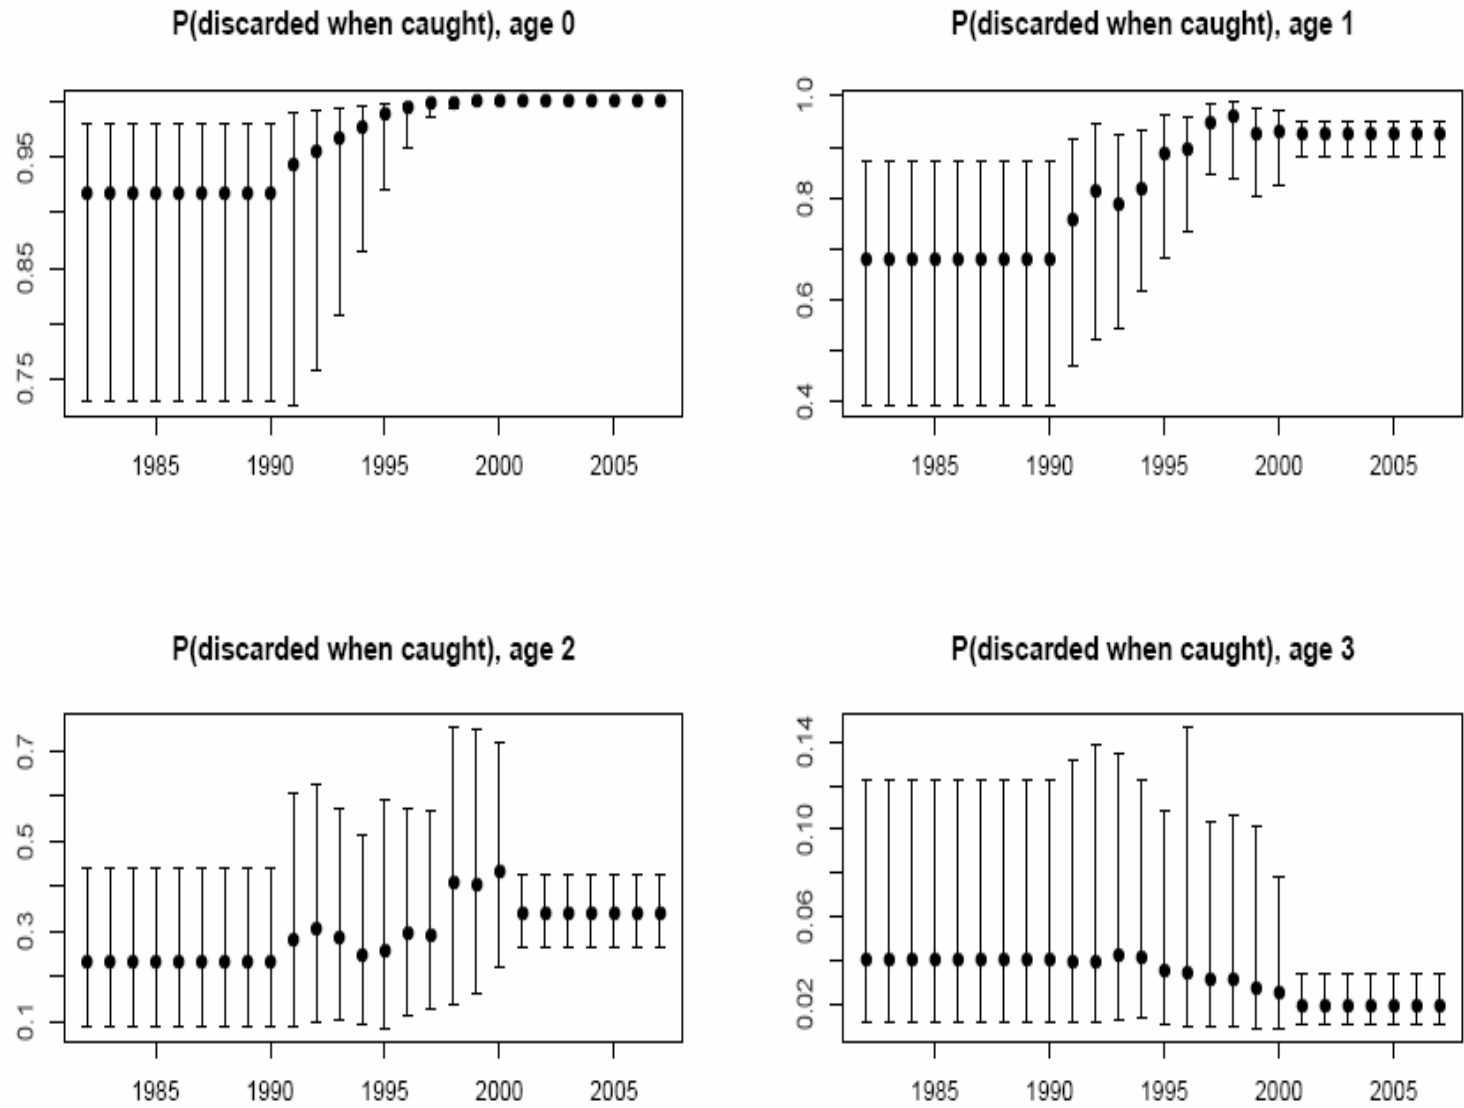 P(discarded when caught), age 0
0.95
0.85
0.75
1985 1990 1995 2000 2005
P(discarded when caught), age 1
1.0
0.8
0.6
0.4
1985 1990 1995 2000 2005
P(discarded when caught), age 2
0.7
0.5
0.3
0.1
1985 1990 1995 2000 2005
P(discarded when caught), age 3
0.14
0.10
0.06
0.02
1985 1990 1995 2000 2005